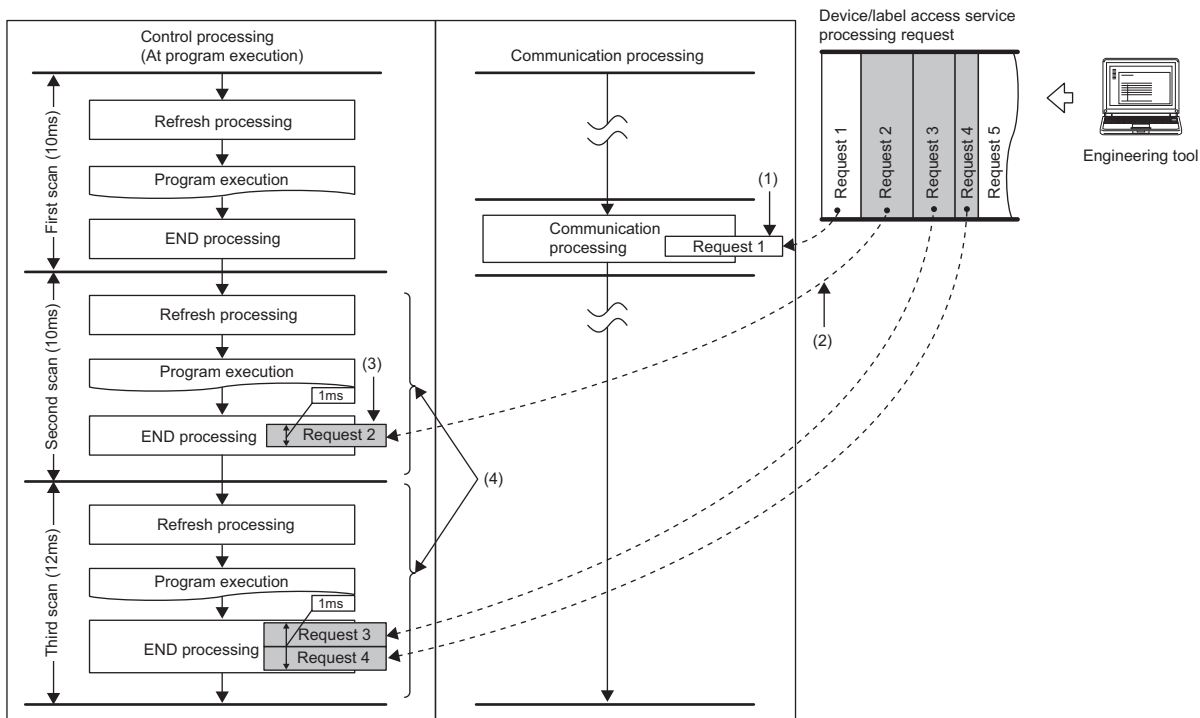 Control processing
(At program execution)
Communication processing
Device/label access service
processing request
First scan (10ms)
Refresh processing
Program execution
END processing
Communication
processing
Request 1
(1)
Request 1
Request 2
Request 3
Request 4
Request 5
Engineering tool
Second scan (10ms)
Refresh processing
Program execution
1ms
END processing
Request 2
(3)
(2)
(4)
Third scan (12ms)
Refresh processing
Program execution
1ms
END processing
Request 3
Request 4